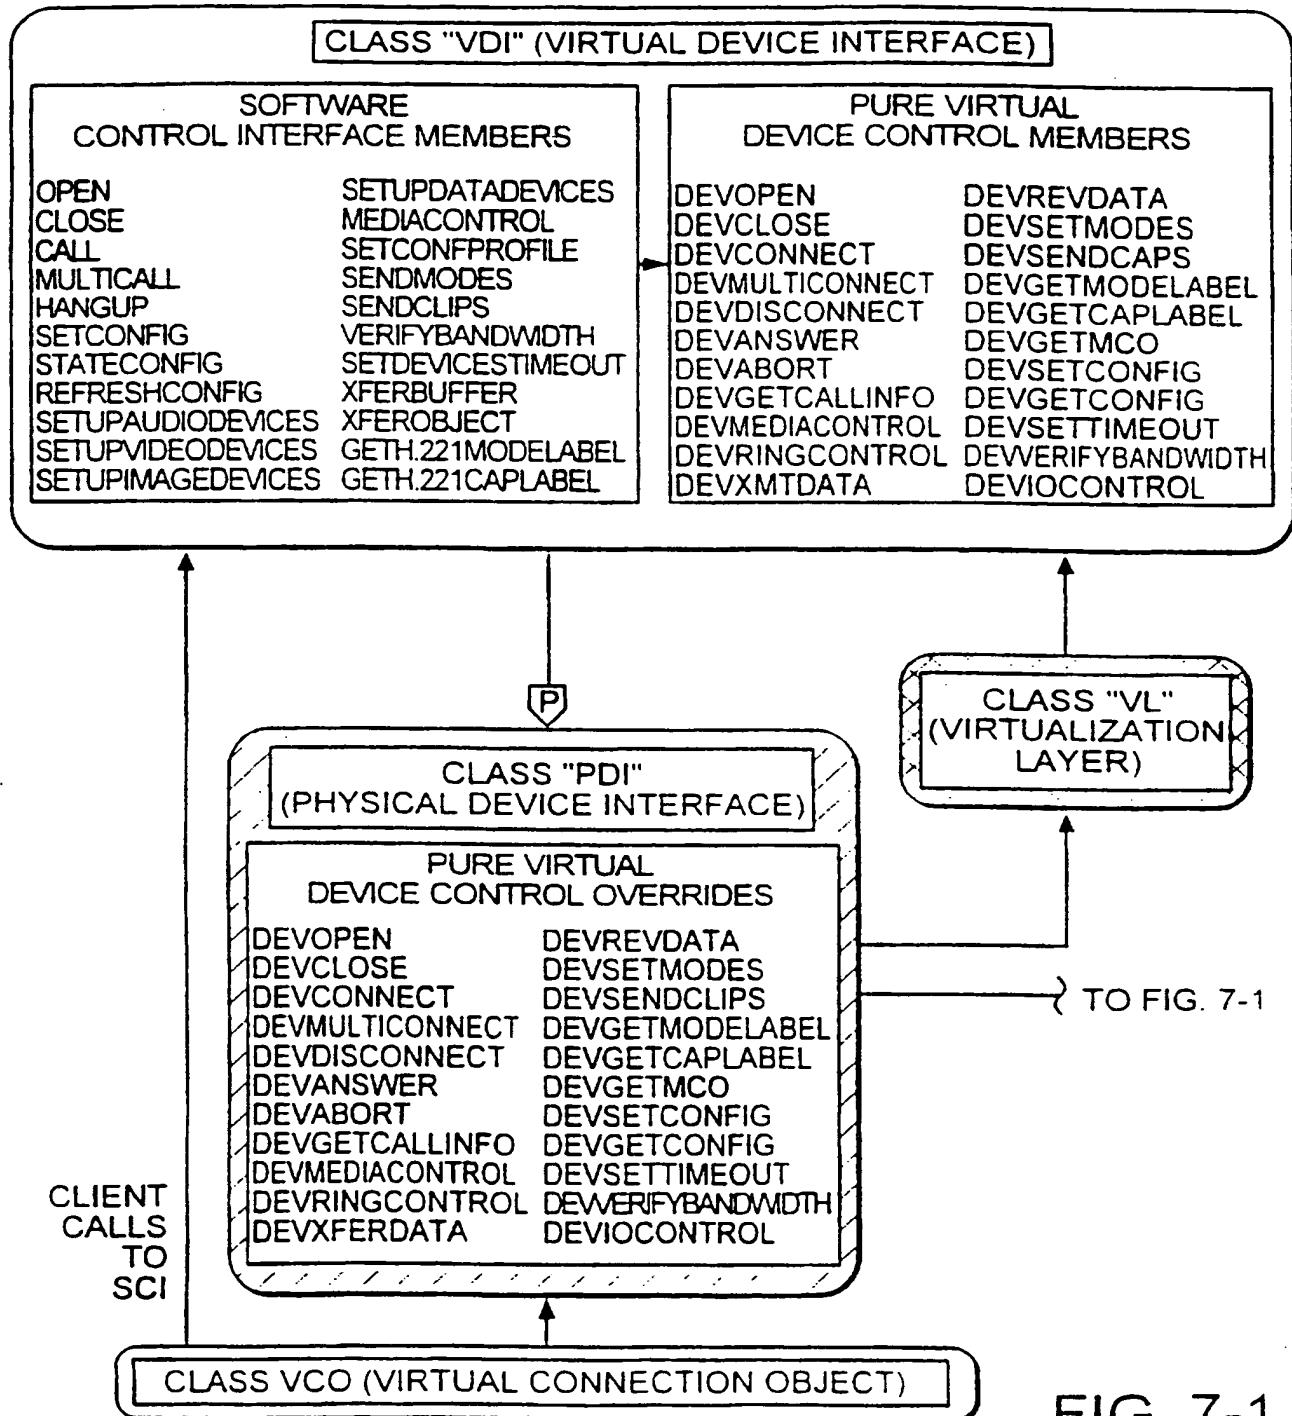 CLASS "VDI" (VIRTUAL DEVICE INTERFACE)
SOFTWARE
CONTROL INTERFACE MEMBERS
OPEN SETUPDATADEVICES
CLOSE MEDIACONTROL
CALL SETCONFPROFILE
MULTICALL SENDMODES
HANGUP SENDCLIPS
SETCONFIG VERIFYBANDWIDTH
STATECONFIG SETDEVICESTIMEOUT
REFRESHCONFIG XFERBUFFER
SETUPAUDIODEVICES XFEROBJECT
SETUPVIDEODEVICES GETH.221MODELABEL
SETUPIMAGEDEVICES GETH.221CAPLABEL
PURE VIRTUAL
DEVICE CONTROL MEMBERS
DEVOPEN DEVREVDATA
DEVCLOSE DEVSETMODES
DEVCONNECT DEVSENDCAPS
DEVMULTICONNECT DEVGETMODELABEL
DEVDISCONNECT DEVGETCAPLABEL
DEVANSWER DEVGETMCO
DEVABORT DEVSETCONFIG
DEVGETCALLINFO DEVGETCONFIG
DEVMEDIACONTROL DEVSETTIMEOUT
DEVRINGCONTROL DEVVERIFYBANDWIDTH
DEVXMTDATA DEVIOCONTROL
P
CLASS "VL"
(VIRTUALIZATION
LAYER)
CLASS "PDI"
(PHYSICAL DEVICE INTERFACE)
PURE VIRTUAL
DEVICE CONTROL OVERRIDES
DEVOPEN DEVREVDATA
DEVCLOSE DEVSETMODES
DEVCONNECT DEVSENDCLIPS
DEVMULTICONNECT DEVGETMODELABEL
DEVDISCONNECT DEVGETCAPLABEL
DEVANSWER DEVGETMCO
DEVABORT DEVSETCONFIG
DEVGETCALLINFO DEVGETCONFIG
DEVMEDIACONTROL DEVSETTIMEOUT
DEVRINGCONTROL DEVVERIFYBANDWIDTH
DEVXFERDATA DEVIOCONTROL
TO FIG. 7-1
CLIENT
CALLS
TO
SCI
CLASS VCO (VIRTUAL CONNECTION OBJECT)
FIG. 7-1